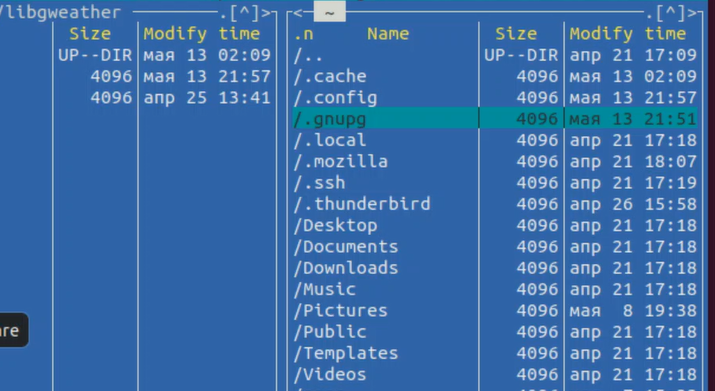 /libgweather .[^]> <~ .[^]>
Size Modify time .n Name Size Modify time
UP--DIR мая 13 02:09 /.. UP--DIR апр 21 17:09
4096 мая 13 21:57 /.cache 4096 мая 13 02:09
4096 апр 25 13:41 /.config 4096 мая 13 21:57
/.gnupg 4096 мая 13 21:51
/.local 4096 апр 21 17:18
/.mozilla 4096 апр 21 18:07
/.ssh 4096 апр 21 17:19
/.thunderbird 4096 апр 26 15:58
/Desktop 4096 апр 21 17:18
/Documents 4096 апр 21 17:18
/Downloads 4096 апр 21 17:18
/Music 4096 апр 21 17:18
/Pictures 4096 мая 8 19:38
are /Public 4096 апр 21 17:18
/Templates 4096 апр 21 17:18
/Videos 4096 апр 21 17:18